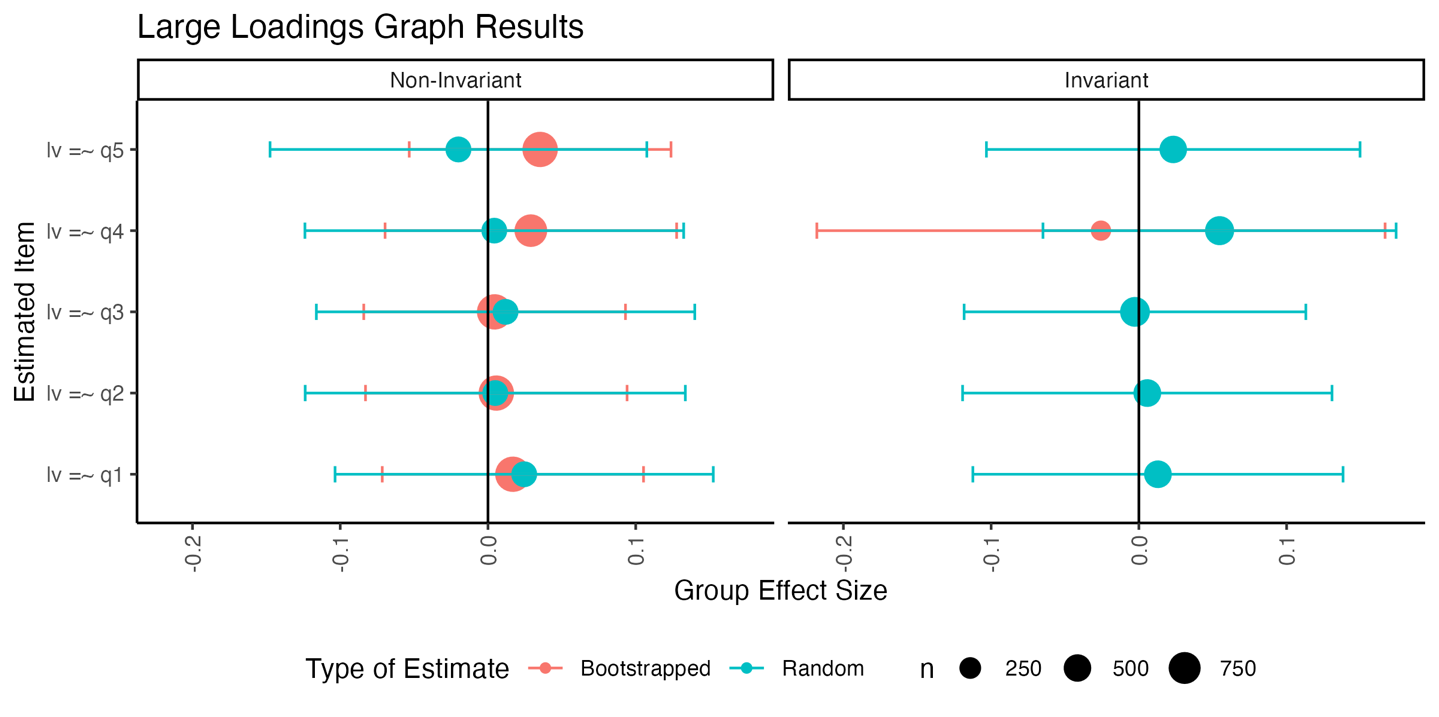 Large Loadings Graph Results
Non-Invariant
Invariant
Estimated Item
lv =~ q5
lv =~ q4
lv =~ q3
lv =~ q2
lv =~ q1
-0.2 -0.1 0.0 0.1
-0.2 -0.1 0.0 0.1
Group Effect Size
Type of Estimate Bootstrapped Random n 250 500 750